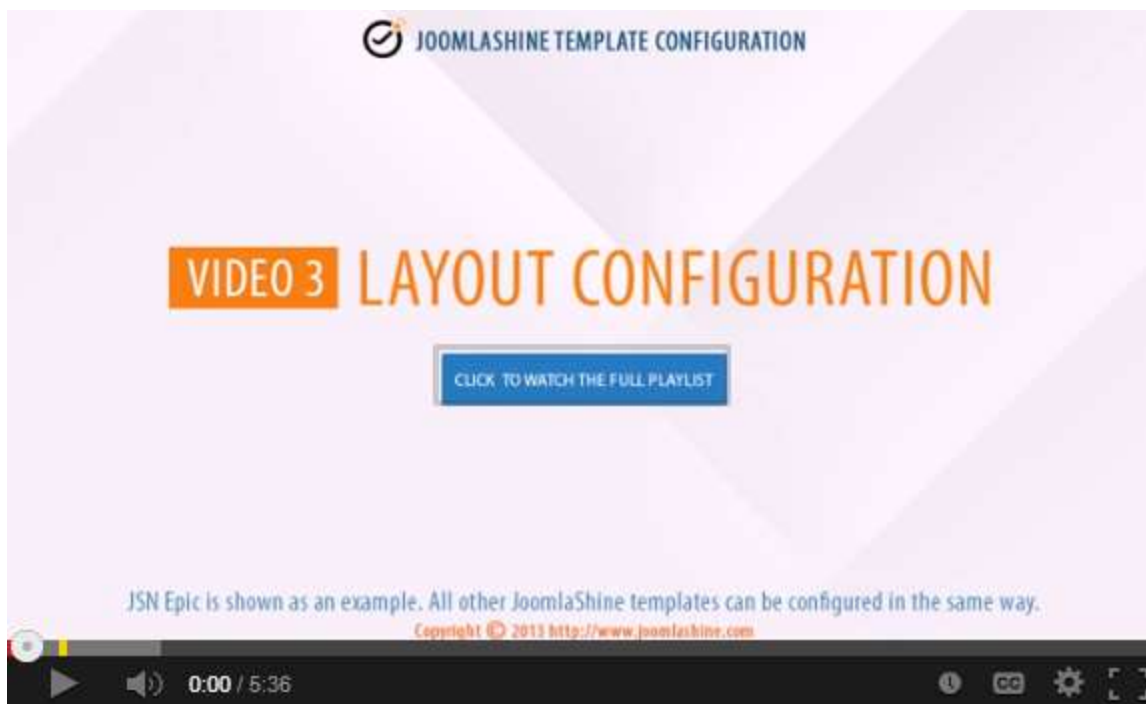 JOOMLASHINE TEMPLATE CONFIGURATION
VIDEO 3 LAYOUT CONFIGURATION
CLICK TO WATCH THE FULL PLAYLIST
JSN Epic is shown as an example. All other JoomlaShine templates can be configured in the same way.
Copyright © 2013 http://www.joomlashine.com
0:00 / 5:36
CC